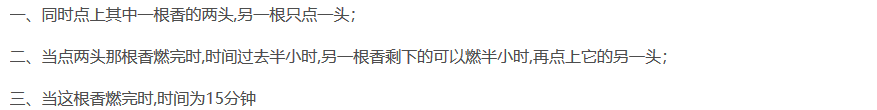 一、同时点上其中一根香的两头,另一根只点一头；
二、当点两头那根香燃完时,时间过去半小时,另一根香剩下的可以燃半小时,再点上它的另一头；
三、当这根香燃完时,时间为15分钟